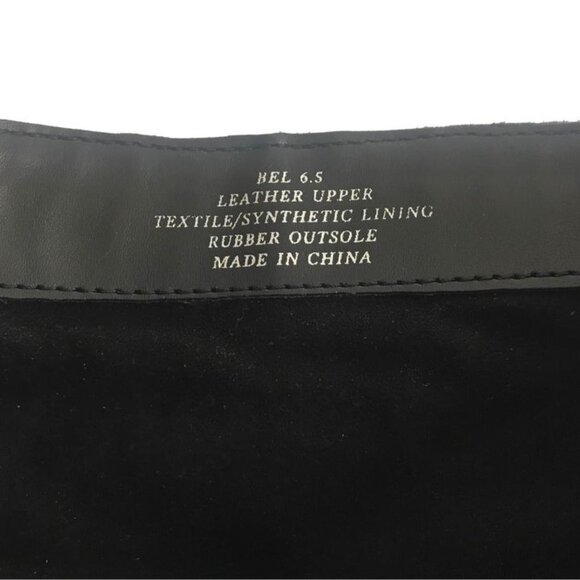 BEL 6.5
LEATHER UPPER
TEXTILE/SYNTHETIC LINING
RUBBER OUTSOLE
MADE IN CHINA